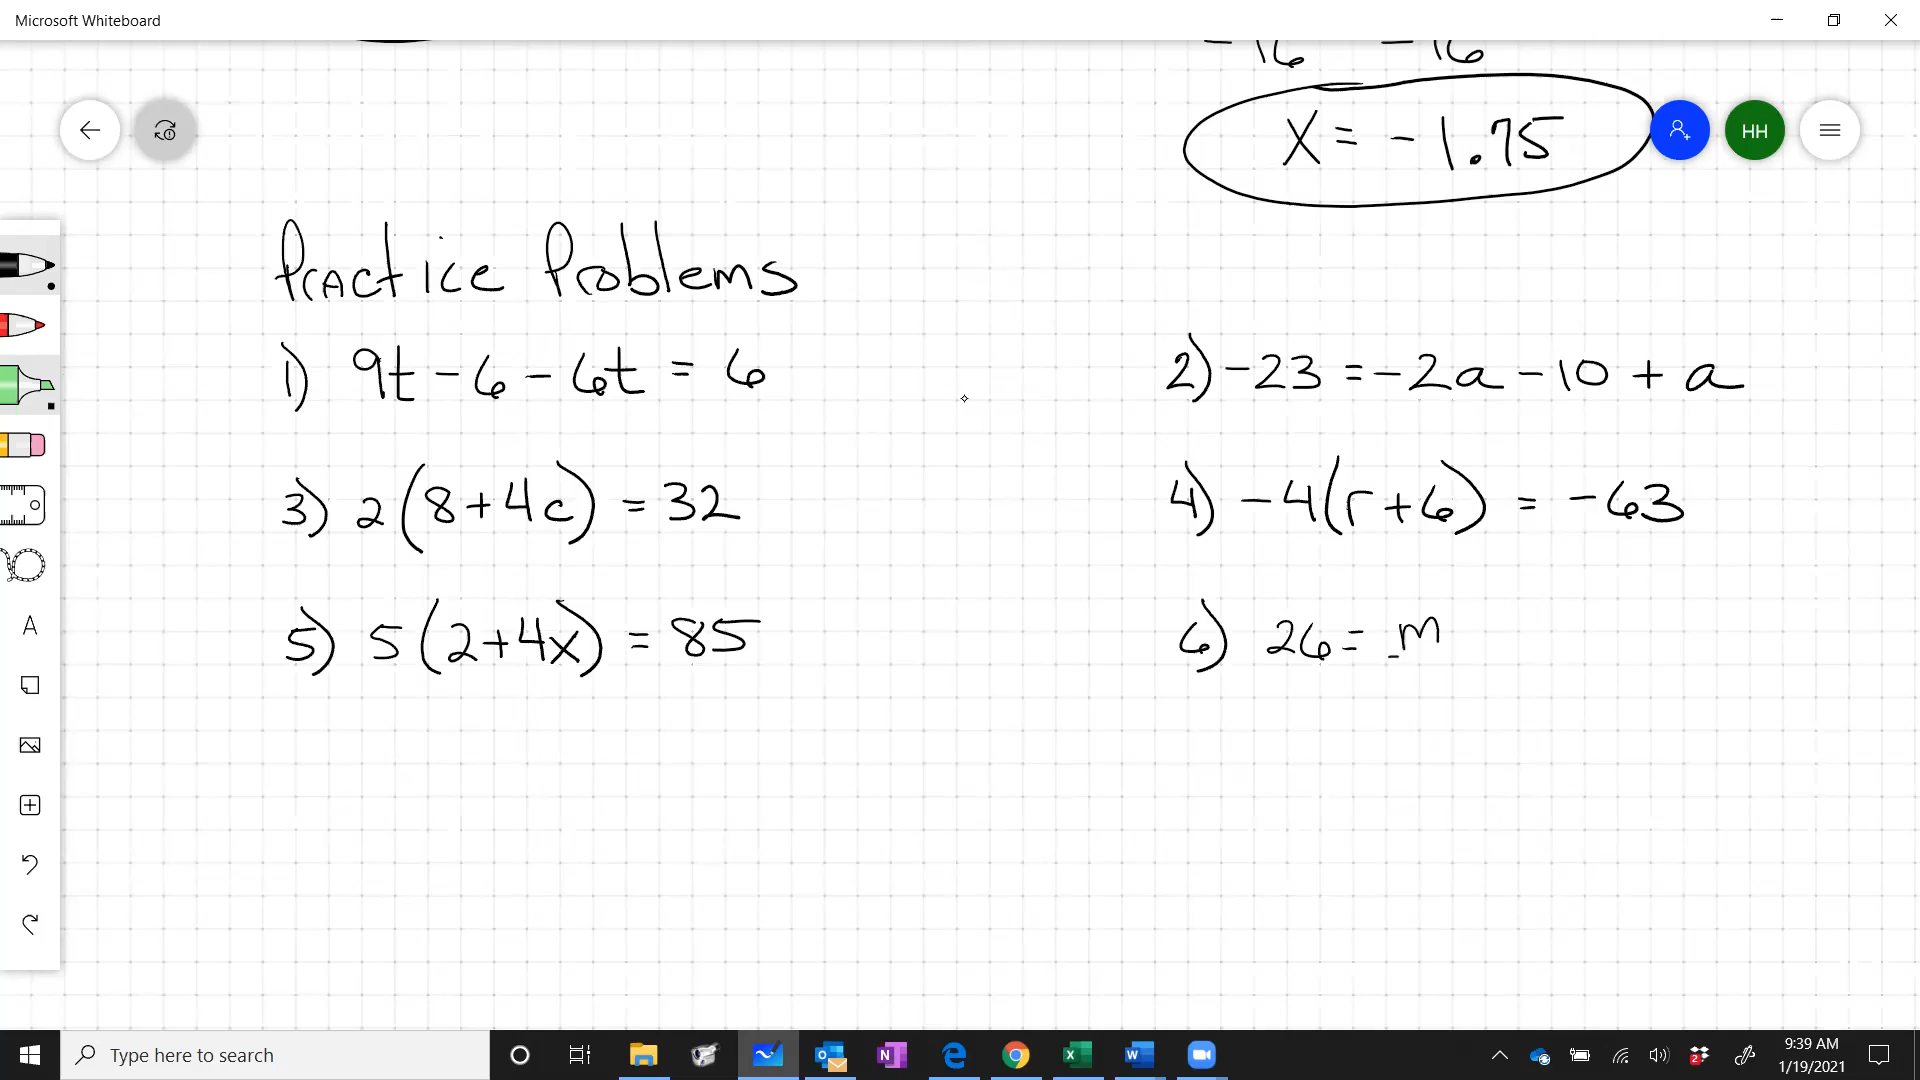 Microsoft Whiteboard
-16 -16
x = -1.75
HH
Practice Problems
1) 9t - 6 - 6t = 6
2) -23 = -2a - 10 + a
3) 2(8+4c) = 32
4) -4(r+6) = -63
5) 5(2+4x) = 85
6) 26 = -m
A
Type here to search
9:39 AM
1/19/2021